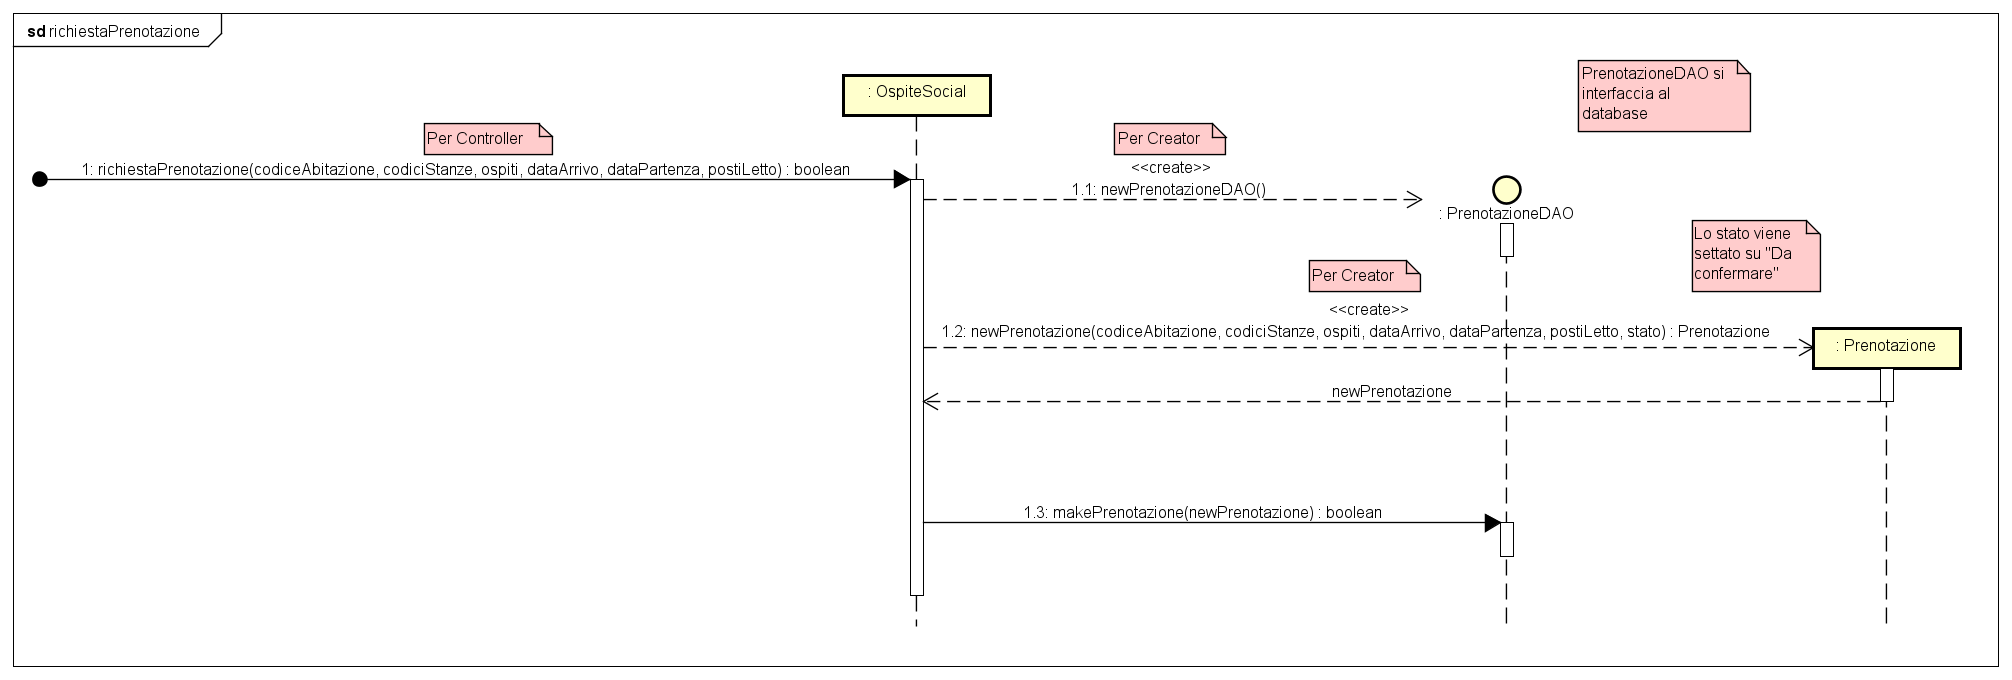 sd richiestaPrenotazione
: OspiteSocial
PrenotazioneDAO si
interfaccia al
database
Per Controller
Per Creator
1: richiestaPrenotazione(codiceAbitazione, codiciStanze, ospiti, dataArrivo, dataPartenza, postiLetto) : boolean
<<create>>
1.1: newPrenotazioneDAO()
: PrenotazioneDAO
Lo stato viene
settato su "Da
confermare"
Per Creator
<<create>>
1.2: newPrenotazione(codiceAbitazione, codiciStanze, ospiti, dataArrivo, dataPartenza, postiLetto, stato) : Prenotazione
: Prenotazione
newPrenotazione
1.3: makePrenotazione(newPrenotazione) : boolean